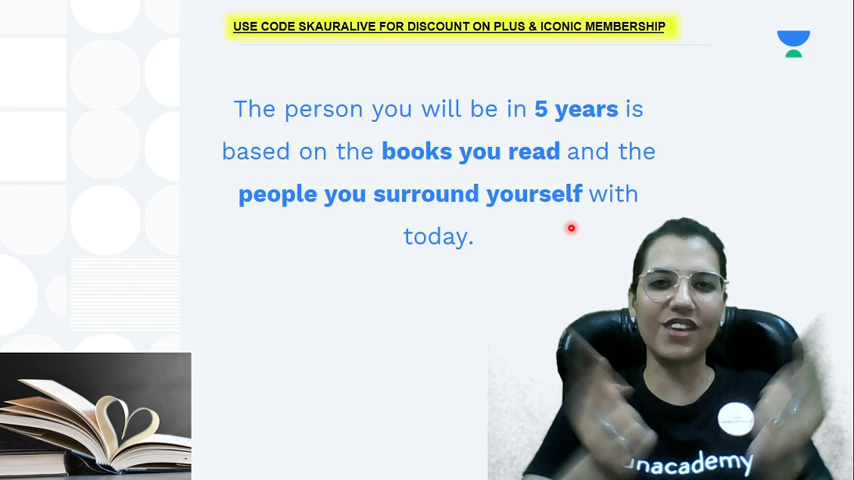 USE CODE SKAURALIVE FOR DISCOUNT ON PLUS & ICONIC MEMBERSHIP
The person you will be in 5 years is
based on the books you read and the
people you surround yourself with
today.
unacademy